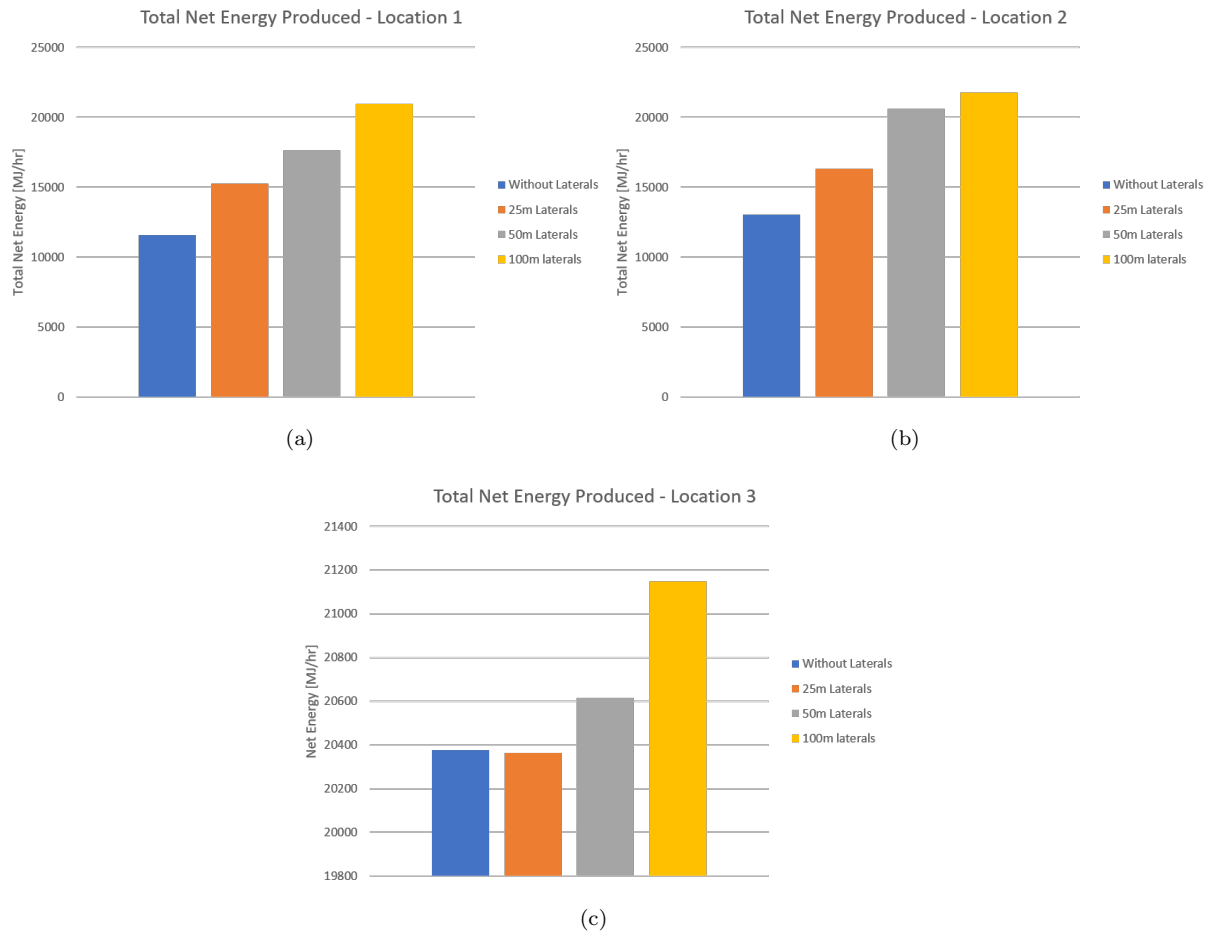 Total Net Energy Produced - Location 1
25000
20000
15000
10000
5000
0
Total Net Energy [MJ/hr]
Without Laterals
25m Laterals
50m Laterals
100m laterals
(a)
Total Net Energy Produced - Location 2
25000
20000
15000
10000
5000
0
Total Net Energy [MJ/hr]
Without Laterals
25m Laterals
50m Laterals
100m laterals
(b)
Total Net Energy Produced - Location 3
21400
21200
21000
20800
20600
20400
20200
20000
19800
Net Energy [MJ/hr]
Without Laterals
25m Laterals
50m Laterals
100m laterals
(c)